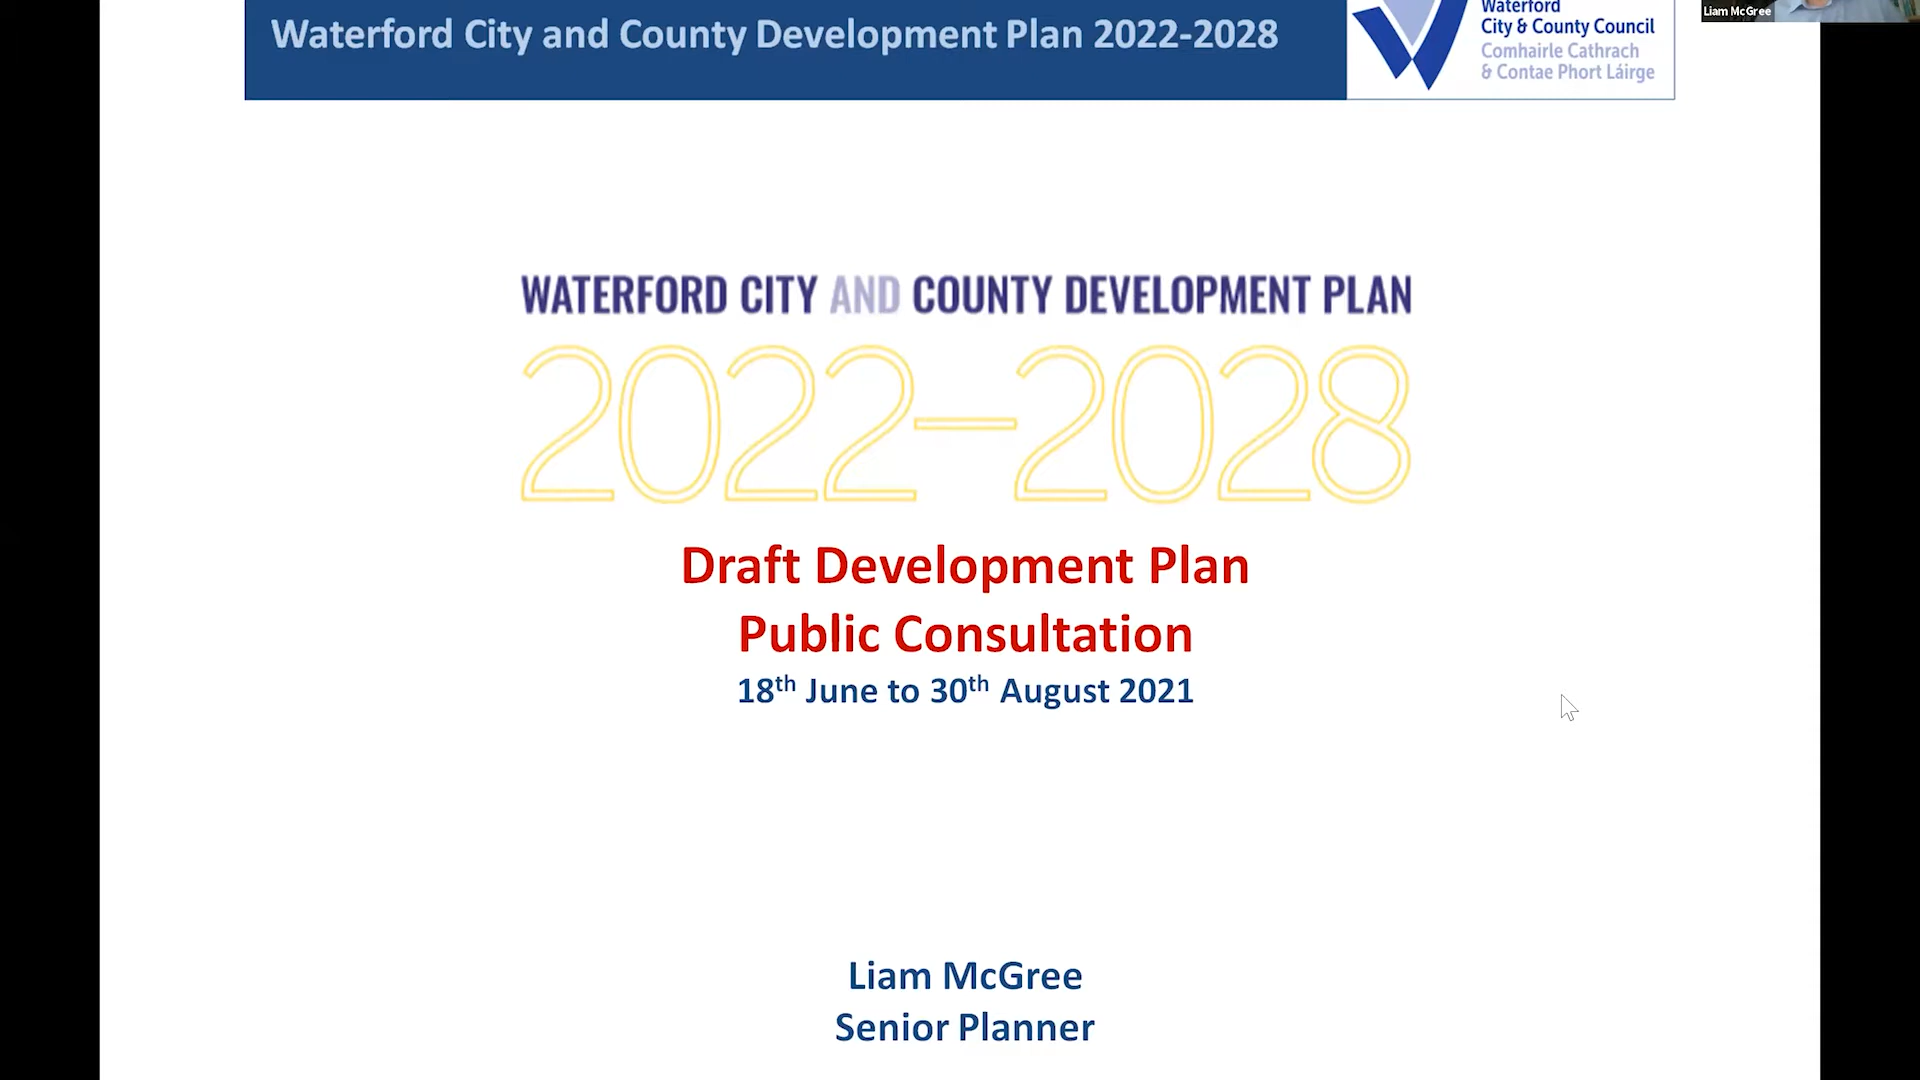 Waterford City and County Development Plan 2022-2028
Waterford
City & County Council
Comhairle Cathrach
& Contae Phort Láirge
Liam McGree
WATERFORD CITY AND COUNTY DEVELOPMENT PLAN
2022–2028
Draft Development Plan
Public Consultation
18th June to 30th August 2021
Liam McGree
Senior Planner